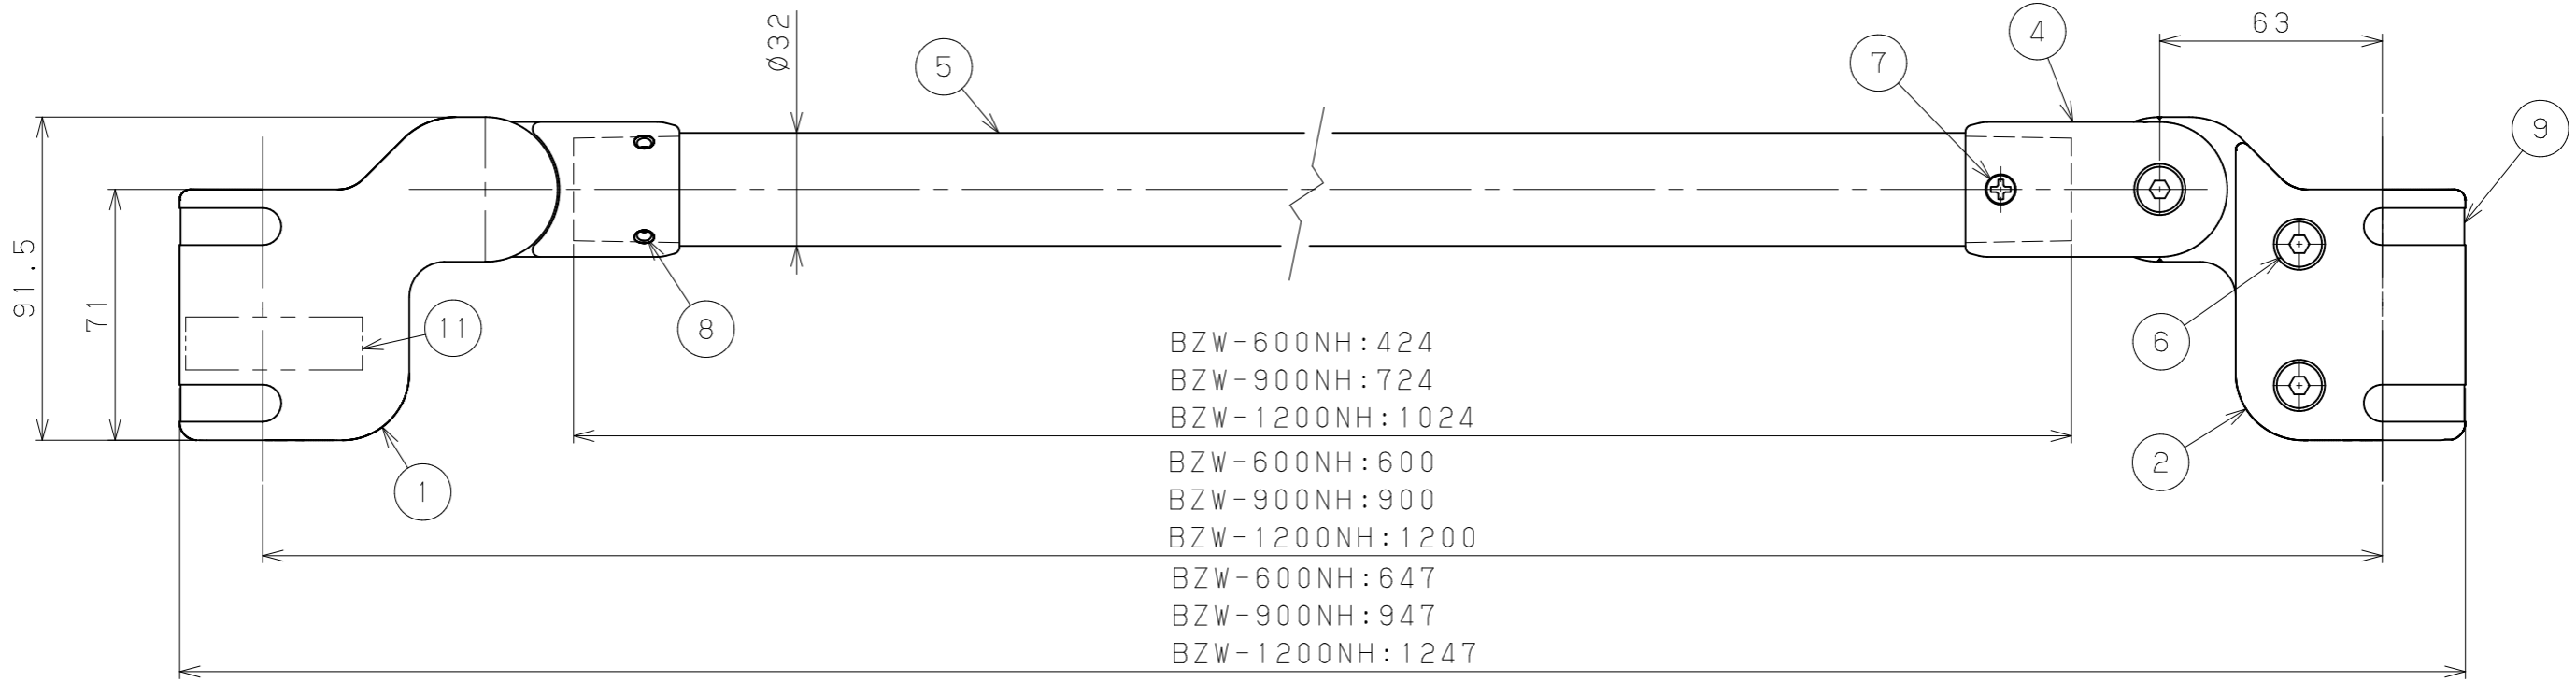 63
Ø32
4
5
7
9
91.5
71
11
8
6
BZW-600NH:424
BZW-900NH:724
BZW-1200NH:1024
1
2
BZW-600NH:600
BZW-900NH:900
BZW-1200NH:1200
BZW-600NH:647
BZW-900NH:947
BZW-1200NH:1247